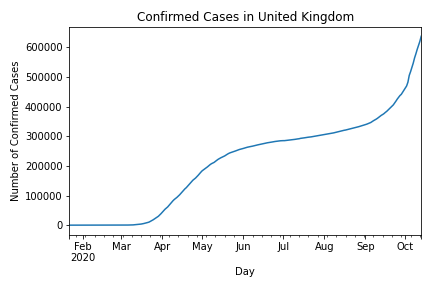 Confirmed Cases in United Kingdom
Number of Confirmed Cases
600000
500000
400000
300000
200000
100000
0
Feb Mar Apr May Jun Jul Aug Sep Oct
2020
Day